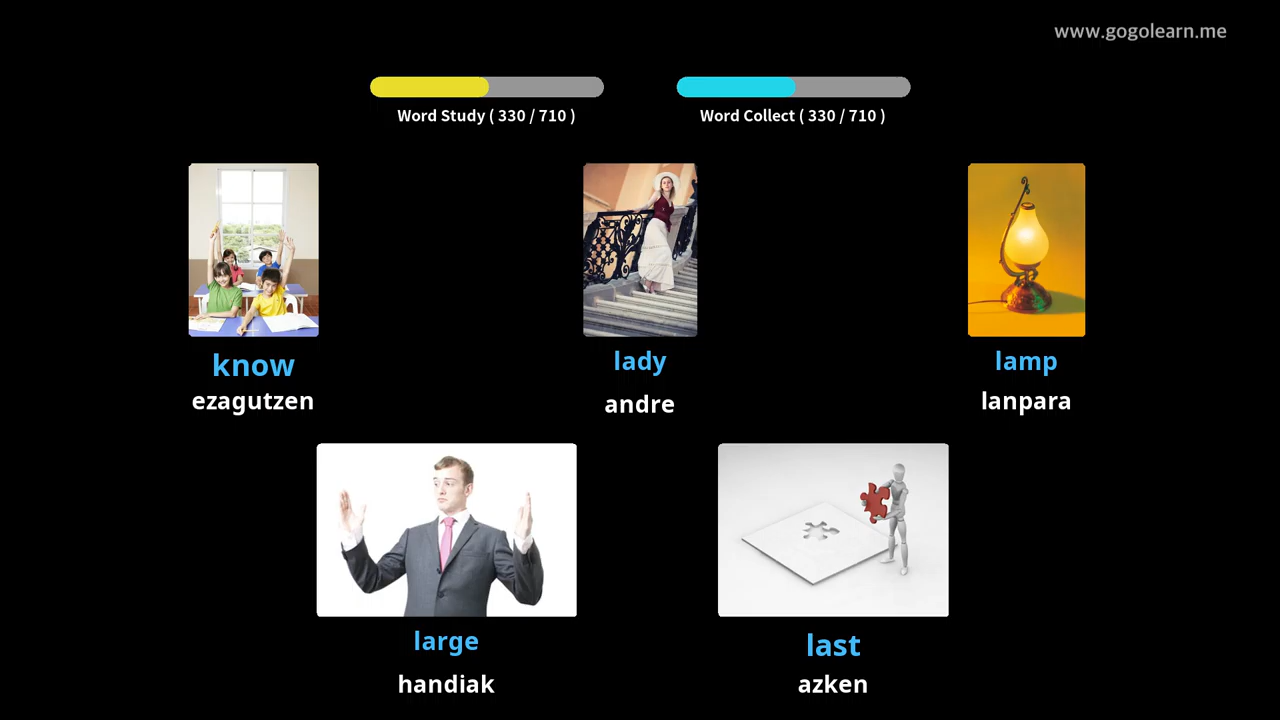 www.gogolearn.me
Word Study ( 330 / 710 )
Word Collect ( 330 / 710 )
know
ezagutzen
lady
andre
lamp
lanpara
large
handiak
last
azken